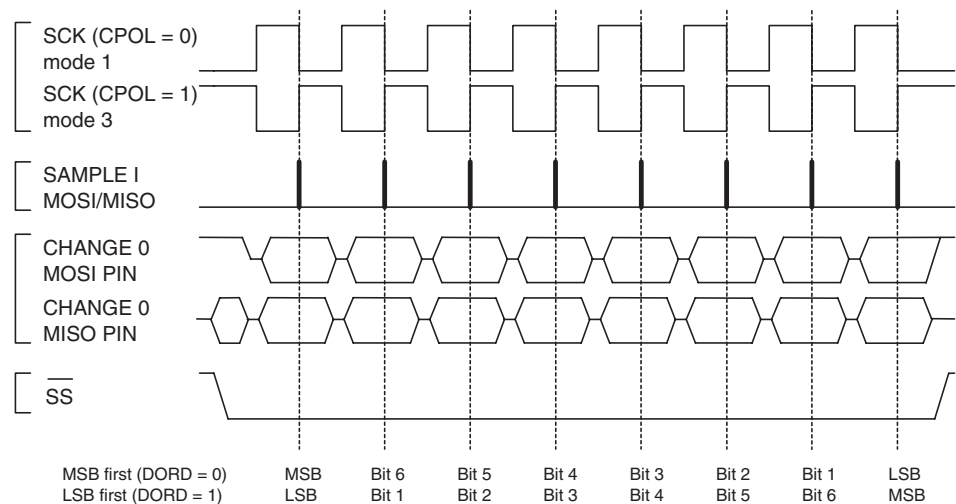 SCK (CPOL = 0)
mode 1
SCK (CPOL = 1)
mode 3
SAMPLE I
MOSI/MISO
CHANGE 0
MOSI PIN
CHANGE 0
MISO PIN
SS
MSB first (DORD = 0) MSB Bit 6 Bit 5 Bit 4 Bit 3 Bit 2 Bit 1 LSB
LSB first (DORD = 1) LSB Bit 1 Bit 2 Bit 3 Bit 4 Bit 5 Bit 6 MSB